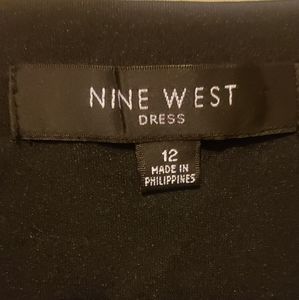 NINE WEST
DRESS
12
MADE IN
PHILIPPINES